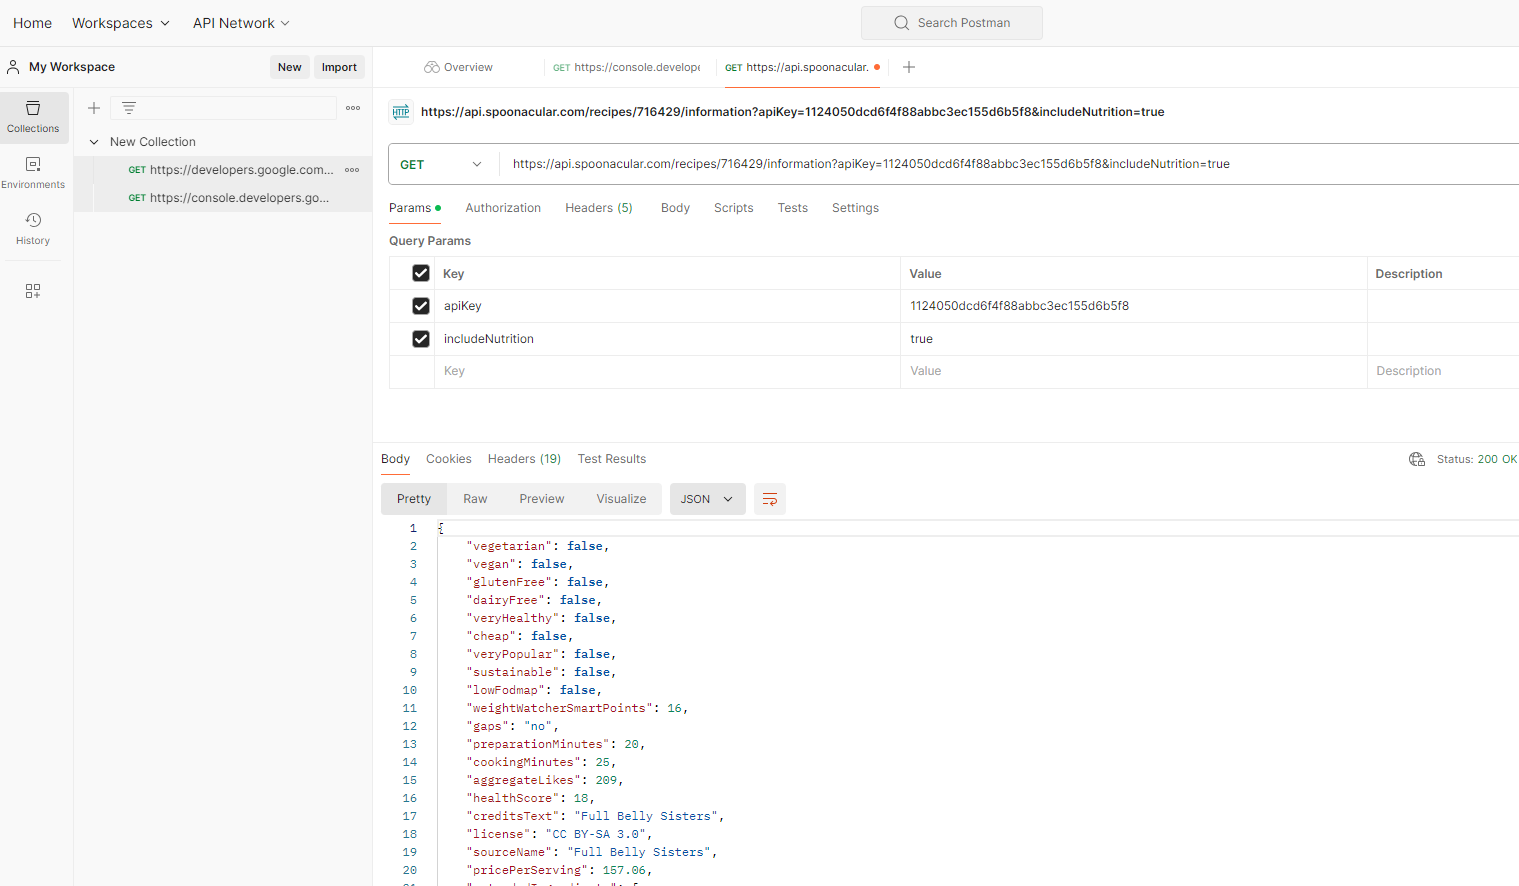 Home Workspaces API Network Search Postman
My Workspace New Import
Overview GET https://console.develope GET https://api.spoonacular.
Collections
Environments
History
New Collection
GET https://developers.google.com...
GET https://console.developers.go...
HTTP https://api.spoonacular.com/recipes/716429/information?apiKey=1124050dcd6f4f88abbc3ec155d6b5f8&includeNutrition=true
GET https://api.spoonacular.com/recipes/716429/information?apiKey=1124050dcd6f4f88abbc3ec155d6b5f8&includeNutrition=true
Params Authorization Headers (5) Body Scripts Tests Settings
Query Params
Key Value Description
apiKey 1124050dcd6f4f88abbc3ec155d6b5f8
includeNutrition true
Key Value Description
Body Cookies Headers (19) Test Results Status: 200 OK
Pretty Raw Preview Visualize JSON
1 {
2 "vegetarian": false,
3 "vegan": false,
4 "glutenFree": false,
5 "dairyFree": false,
6 "veryHealthy": false,
7 "cheap": false,
8 "veryPopular": false,
9 "sustainable": false,
10 "lowFodmap": false,
11 "weightWatcherSmartPoints": 16,
12 "gaps": "no",
13 "preparationMinutes": 20,
14 "cookingMinutes": 25,
15 "aggregateLikes": 209,
16 "healthScore": 18,
17 "creditsText": "Full Belly Sisters",
18 "license": "CC BY-SA 3.0",
19 "sourceName": "Full Belly Sisters",
20 "pricePerServing": 157.06,